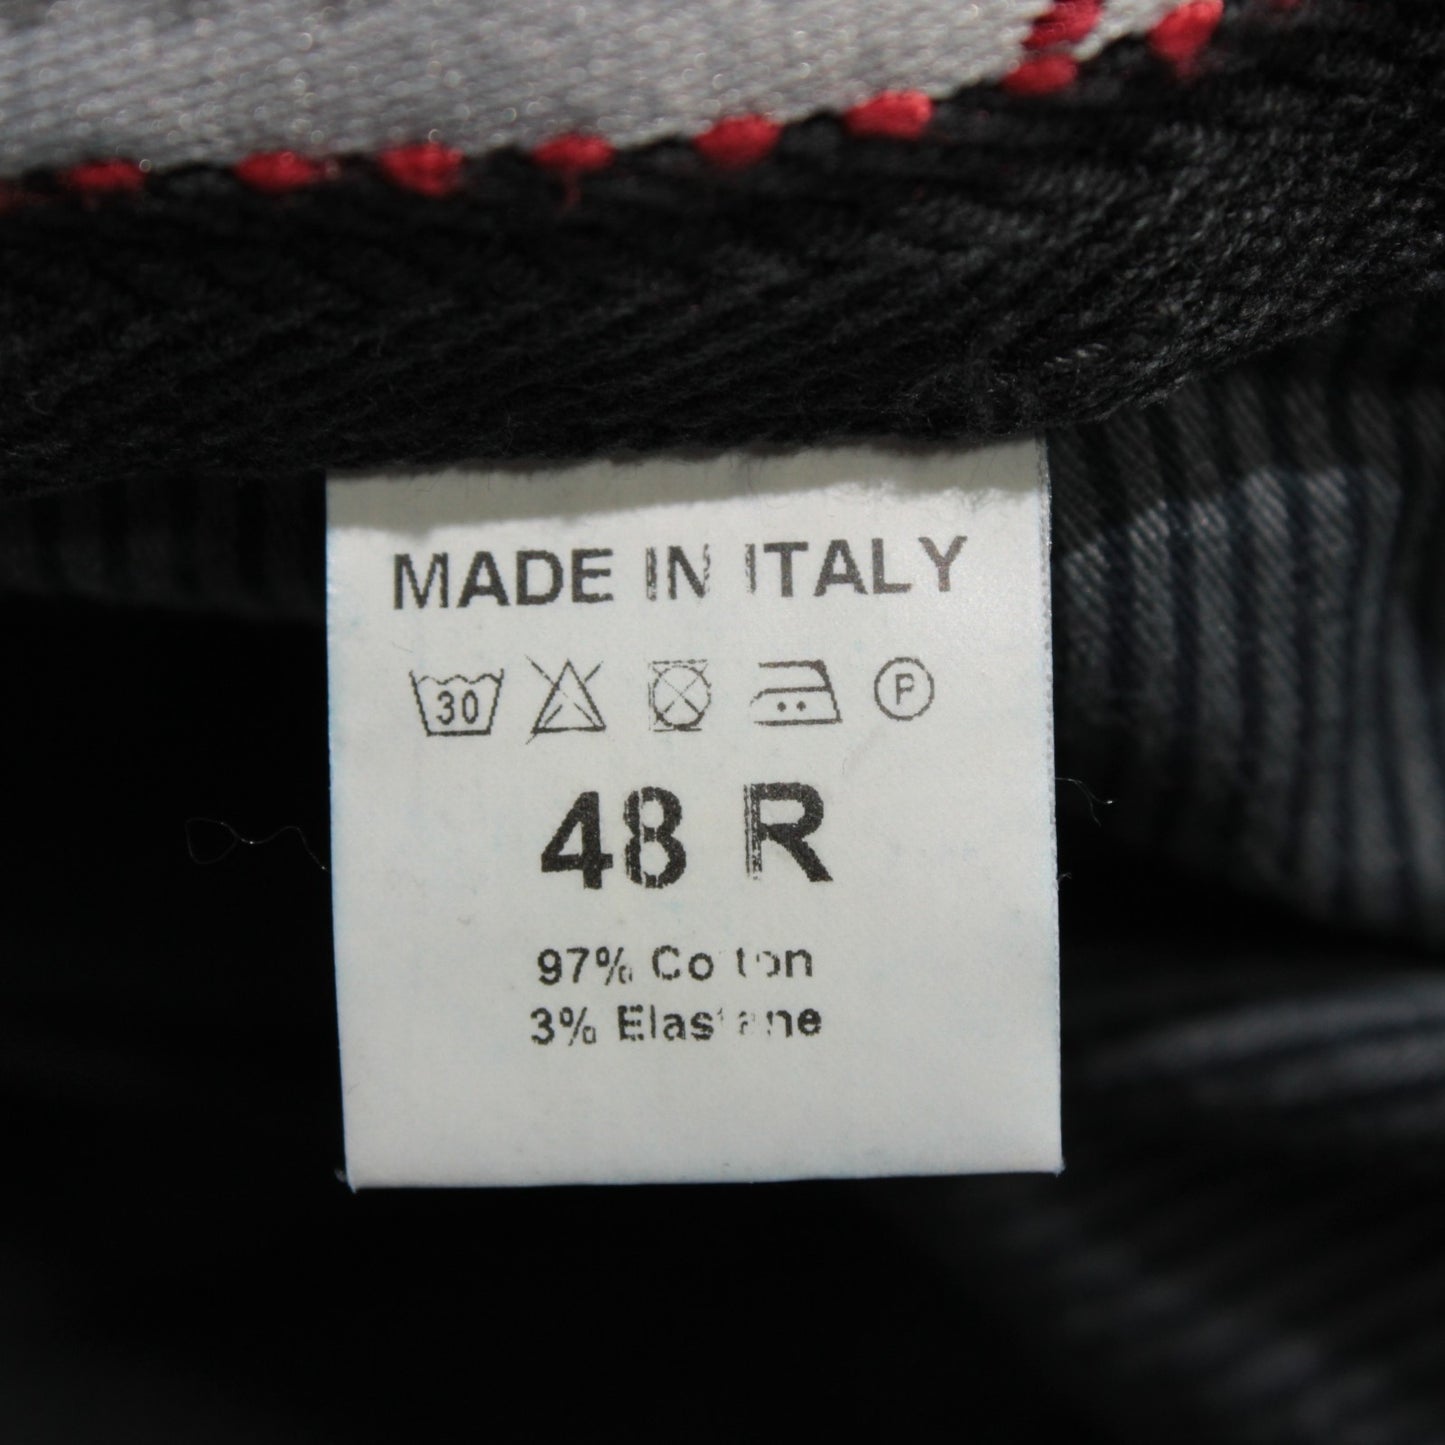 MADE IN ITALY
30 P
48 R
97% Cotton
3% Elastane